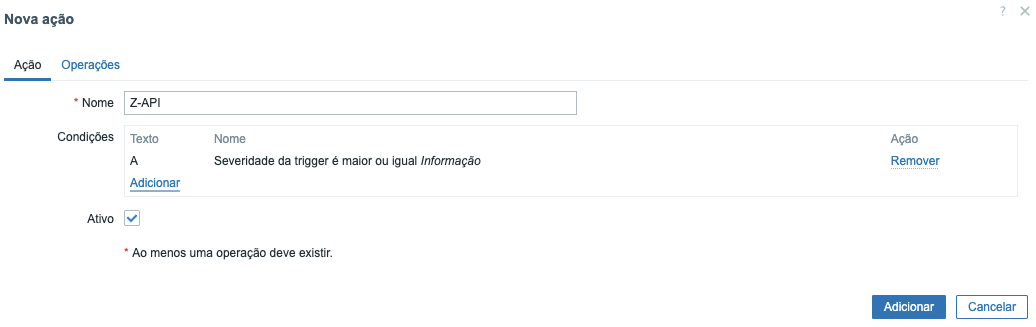 Nova ação
? ×
Ação Operações
* Nome Z-API
Condições Texto Nome Ação
A Severidade da trigger é maior ou igual Informação Remover
Adicionar
Ativo
* Ao menos uma operação deve existir.
Adicionar Cancelar